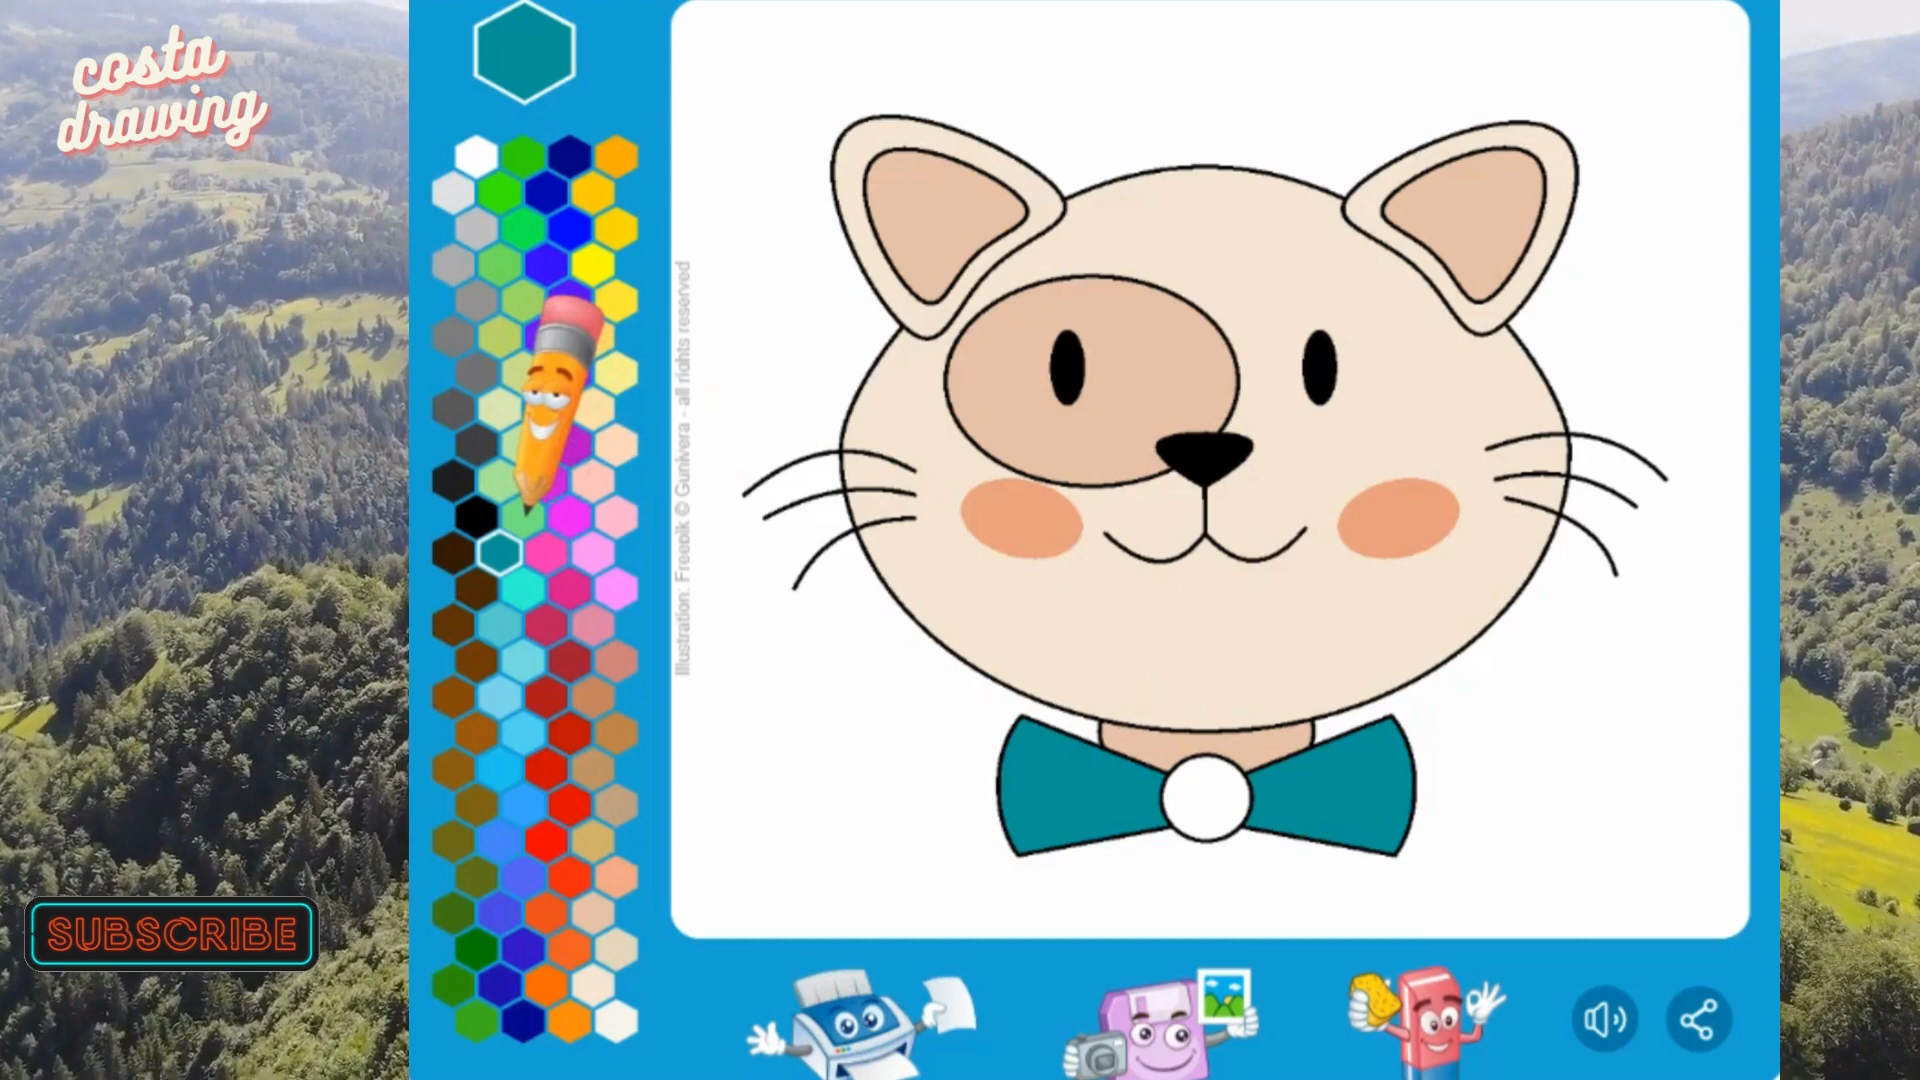 costa
drawing
Illustration: Freepik © Gunivera - all rights reserved
SUBSCRIBE